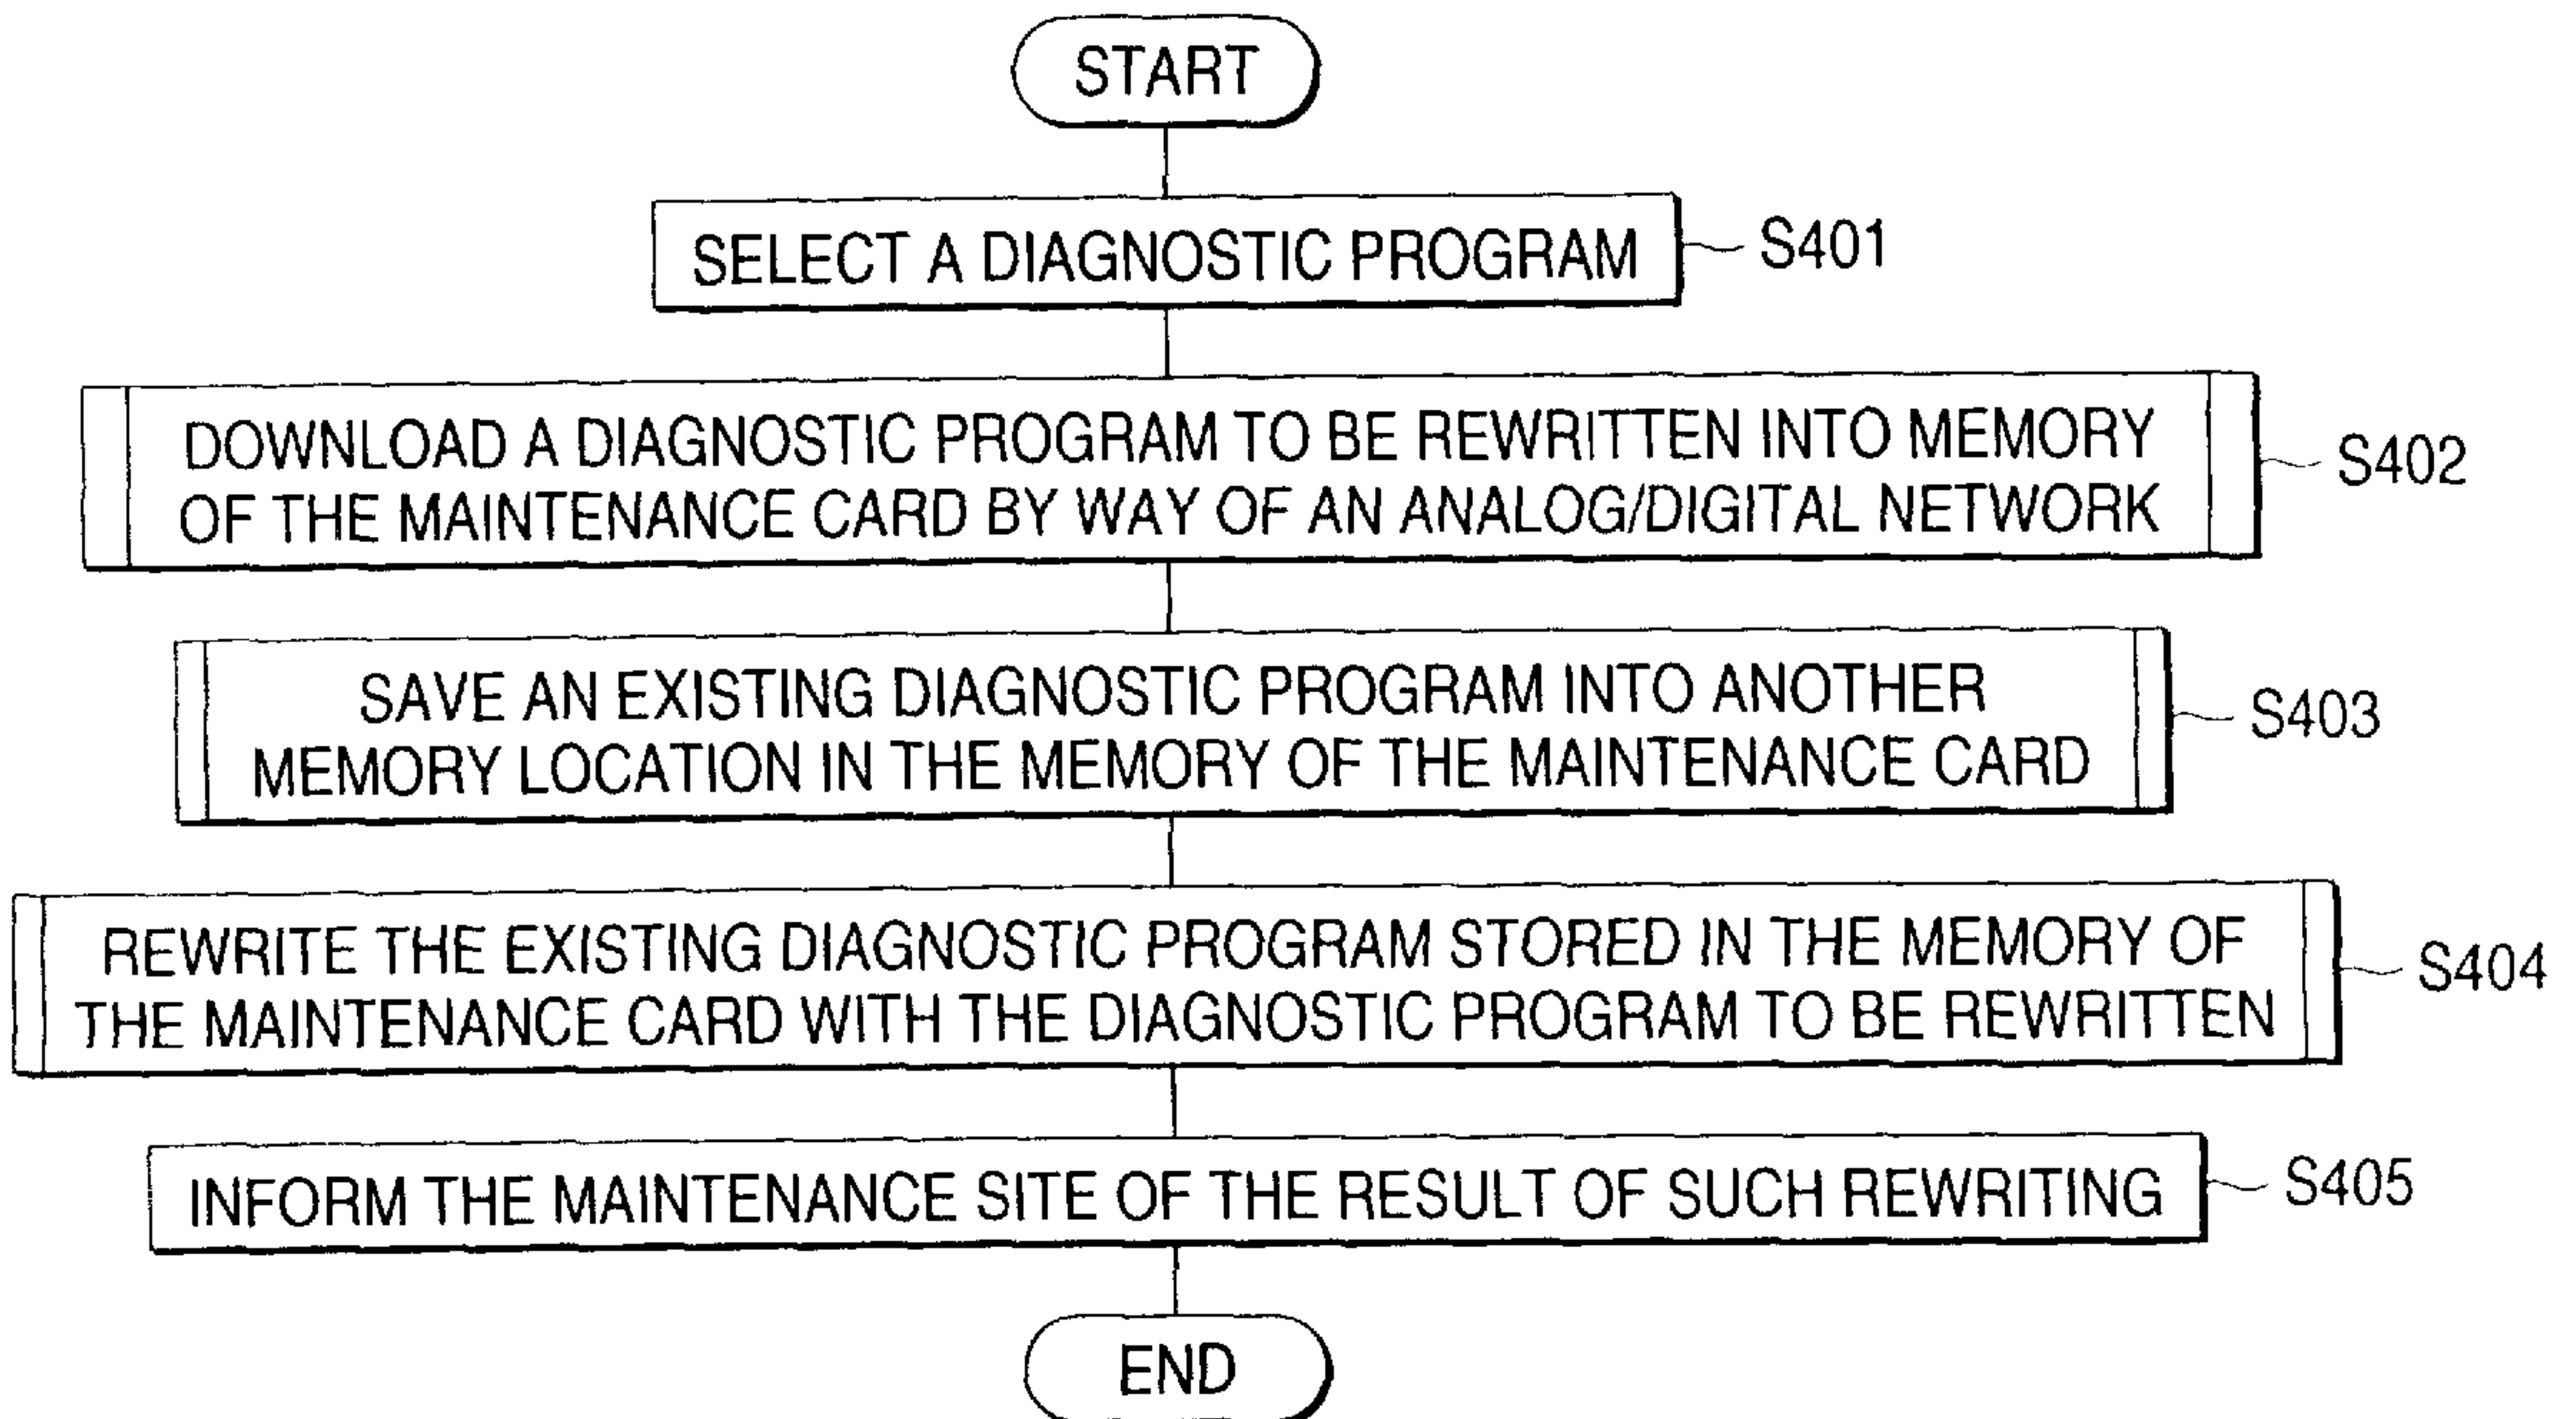 START
SELECT A DIAGNOSTIC PROGRAM
S401
DOWNLOAD A DIAGNOSTIC PROGRAM TO BE REWRITTEN INTO MEMORY
OF THE MAINTENANCE CARD BY WAY OF AN ANALOG/DIGITAL NETWORK
S402
SAVE AN EXISTING DIAGNOSTIC PROGRAM INTO ANOTHER
MEMORY LOCATION IN THE MEMORY OF THE MAINTENANCE CARD
S403
REWRITE THE EXISTING DIAGNOSTIC PROGRAM STORED IN THE MEMORY OF
THE MAINTENANCE CARD WITH THE DIAGNOSTIC PROGRAM TO BE REWRITTEN
S404
INFORM THE MAINTENANCE SITE OF THE RESULT OF SUCH REWRITING
S405
END